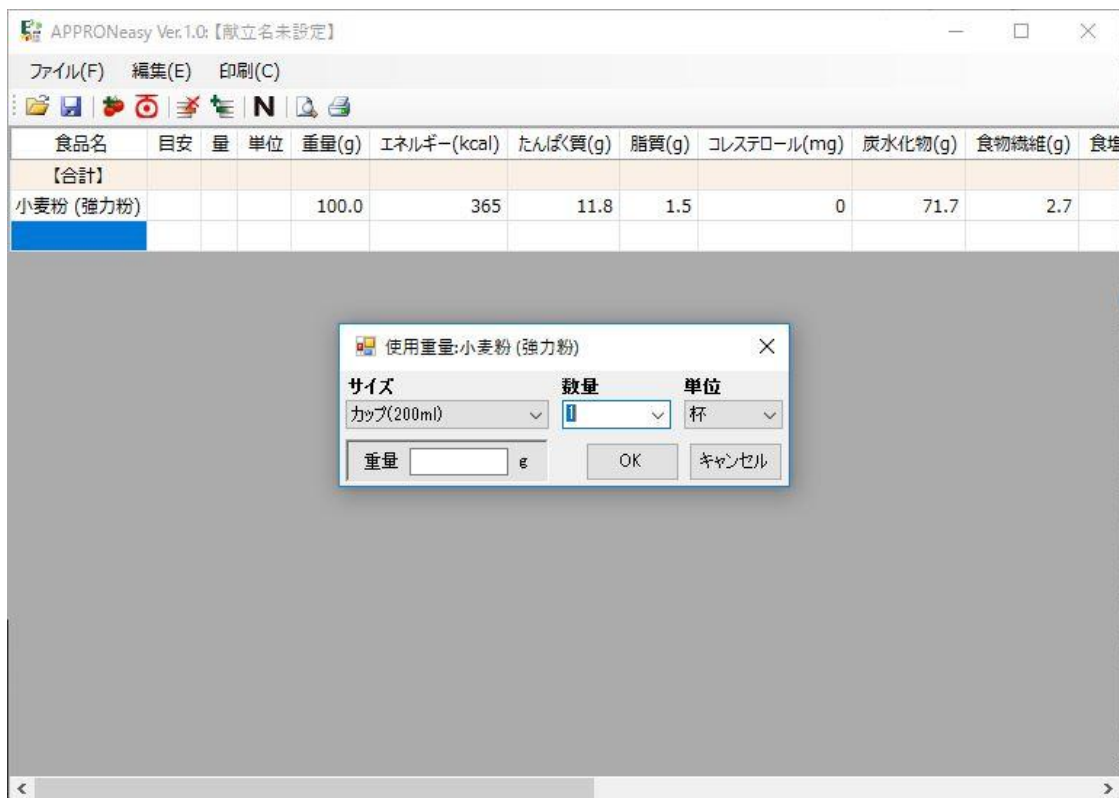 APPRONeasy Ver.1.0:【献立名未設定】
ファイル(F) 編集(E) 印刷(C)
N
食品名 目安 量 単位 重量(g) エネルギー(kcal) たんぱく質(g) 脂質(g) コレステロール(mg) 炭水化物(g) 食物繊維(g) 食塩
【合計】
小麦粉 (強力粉) 100.0 365 11.8 1.5 0 71.7 2.7
使用重量:小麦粉 (強力粉)
サイズ 数量 単位
カップ(200ml) 1 杯
重量 g OK キャンセル